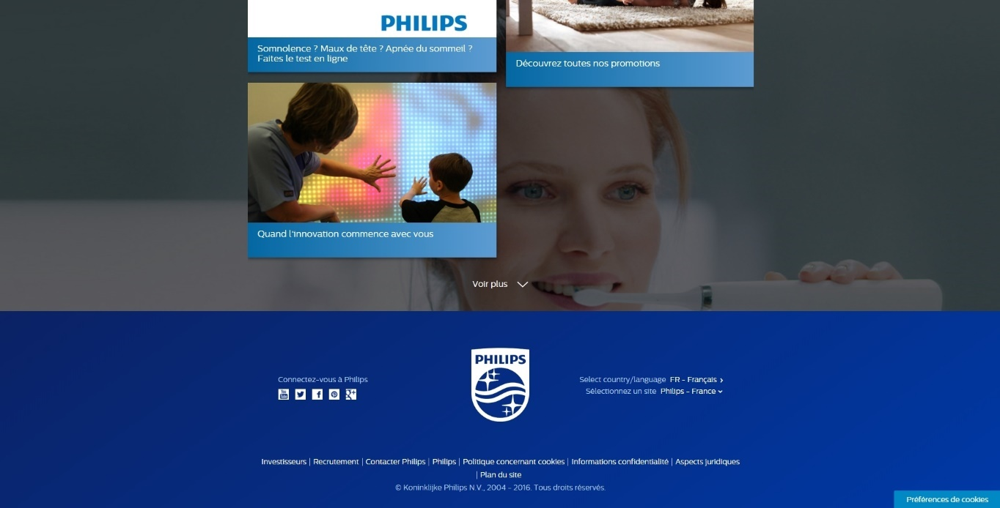 PHILIPS
Somnolence ? Maux de tête ? Apnée du sommeil ?
Faites le test en ligne
Découvrez toutes nos promotions
Quand l'innovation commence avec vous
Voir plus
Connectez-vous à Philips
PHILIPS
Select country/language FR - Français
Sélectionnez un site Philips - France
Investisseurs | Recrutement | Contacter Philips | Philips | Politique concernant cookies | Informations confidentialité | Aspects juridiques
| Plan du site
© Koninklijke Philips N.V., 2004 - 2016. Tous droits réservés.
Préférences de cookies